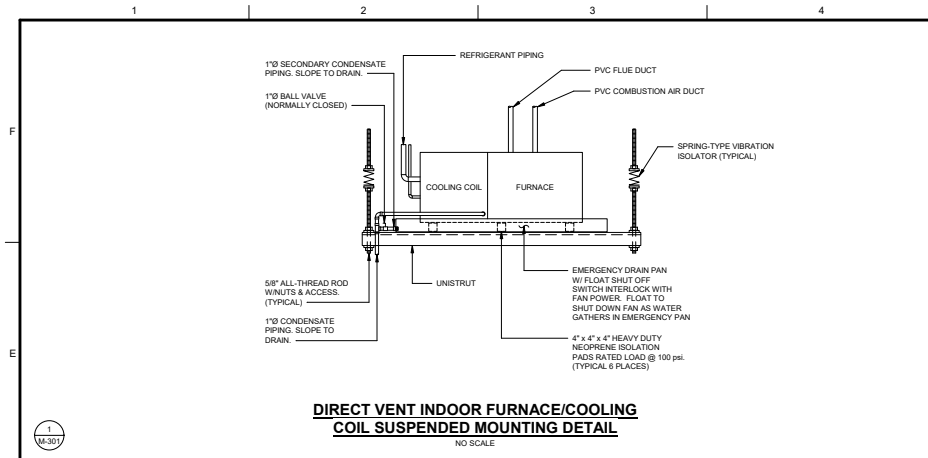 1
2
3
4
F
E
REFRIGERANT PIPING
1"Ø SECONDARY CONDENSATE
PIPING. SLOPE TO DRAIN.
1"Ø BALL VALVE
(NORMALLY CLOSED)
PVC FLUE DUCT
PVC COMBUSTION AIR DUCT
SPRING-TYPE VIBRATION
ISOLATOR (TYPICAL)
COOLING COIL
FURNACE
5/8" ALL-THREAD ROD
W/NUTS & ACCESS.
(TYPICAL)
1"Ø CONDENSATE
PIPING. SLOPE TO
DRAIN.
UNISTRUT
EMERGENCY DRAIN PAN
W/ FLOAT SHUT OFF
SWITCH INTERLOCK WITH
FAN POWER. FLOAT TO
SHUT DOWN FAN AS WATER
GATHERS IN EMERGENCY PAN
4" x 4" x 4" HEAVY DUTY
NEOPRENE ISOLATION
PADS RATED LOAD @ 100 psi.
(TYPICAL 6 PLACES)
DIRECT VENT INDOOR FURNACE/COOLING
COIL SUSPENDED MOUNTING DETAIL
NO SCALE
1
M-301